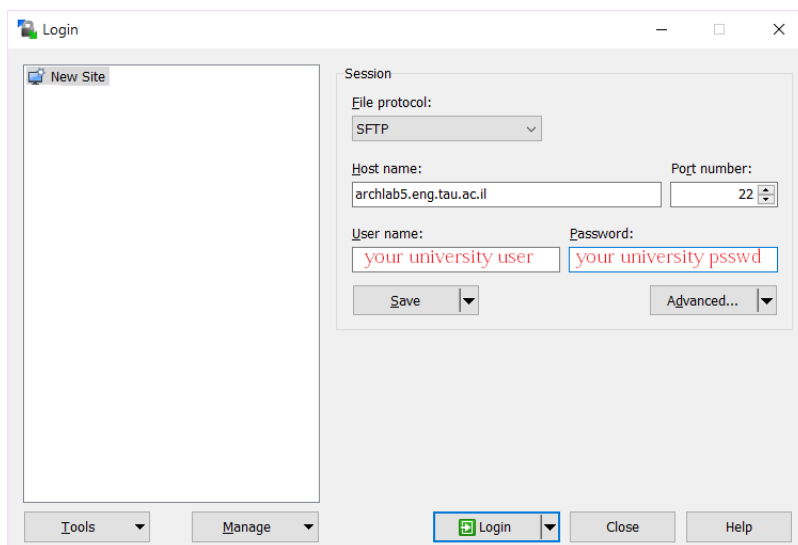 Login
New Site
Session
File protocol:
SFTP
Host name:
Port number:
archlab5.eng.tau.ac.il
22
User name:
Password:
your university user
your university psswd
Save
Advanced...
Tools
Manage
Login
Close
Help